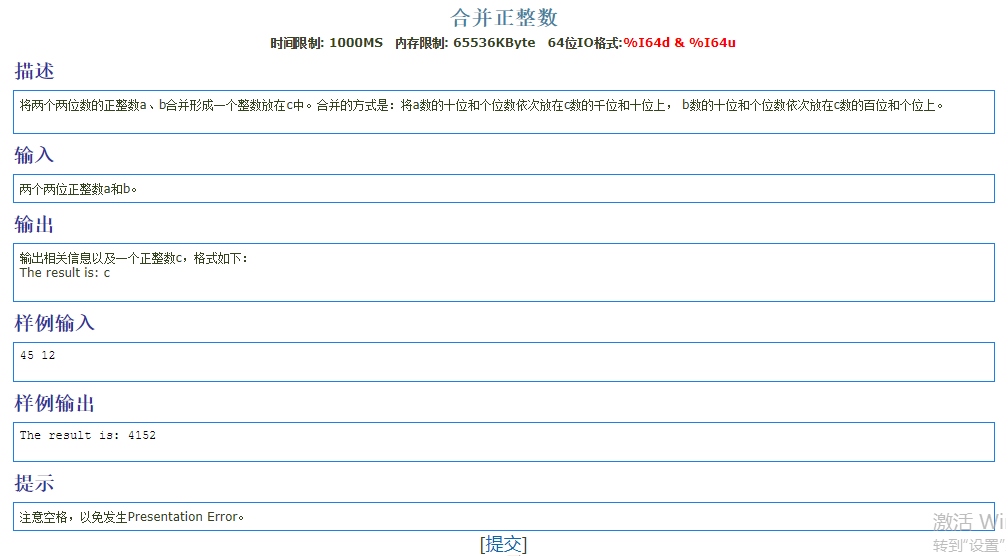 合并正整数
时间限制: 1000MS 内存限制: 65536KByte 64位IO格式:%I64d & %I64u
描述
将两个两位数的正整数a、b合并形成一个整数放在c中。合并的方式是：将a数的十位和个位数依次放在c数的千位和十位上， b数的十位和个位数依次放在c数的百位和个位上。
输入
两个两位正整数a和b。
输出
输出相关信息以及一个正整数c，格式如下：
The result is: c
样例输入
45 12
样例输出
The result is: 4152
提示
注意空格，以免发生Presentation Error。
[提交]
激活 Wi
转到"设置"